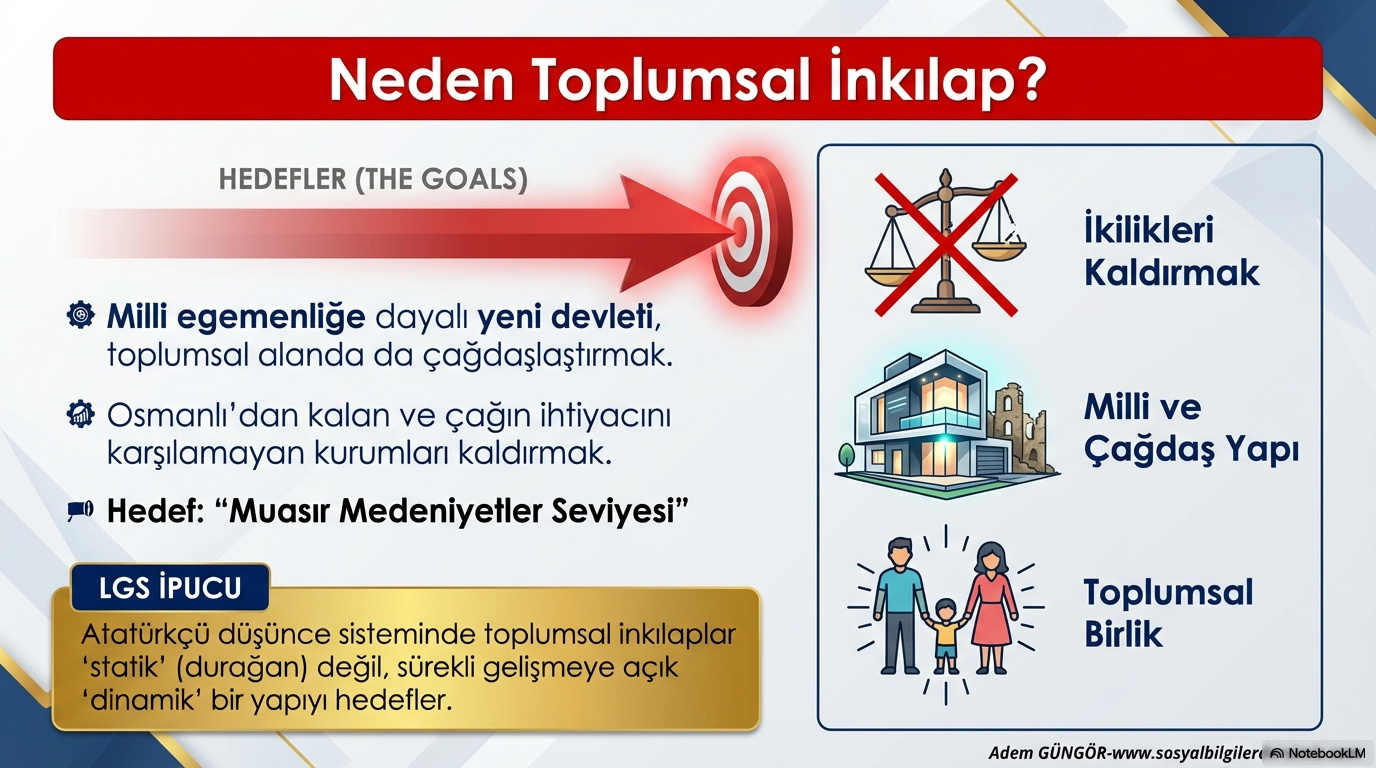 Neden Toplumsal İnkılap?
HEDEFLER (THE GOALS)
Milli egemenliğe dayalı yeni devleti,
toplumsal alanda da çağdaşlaştırmak.
Osmanlı’dan kalan ve çağın ihtiyacını
karşılamayan kurumları kaldırmak.
Hedef: “Muasır Medeniyetler Seviyesi”
LGS İPUCU
Atatürkçü düşünce sisteminde toplumsal inkılaplar
‘statik’ (durağan) değil, sürekli gelişmeye açık
‘dinamik’ bir yapıyı hedefler.
İkilikleri
Kaldırmak
Milli ve
Çağdaş Yapı
Toplumsal
Birlik
Adem GÜNGÖR-
NotebookLM